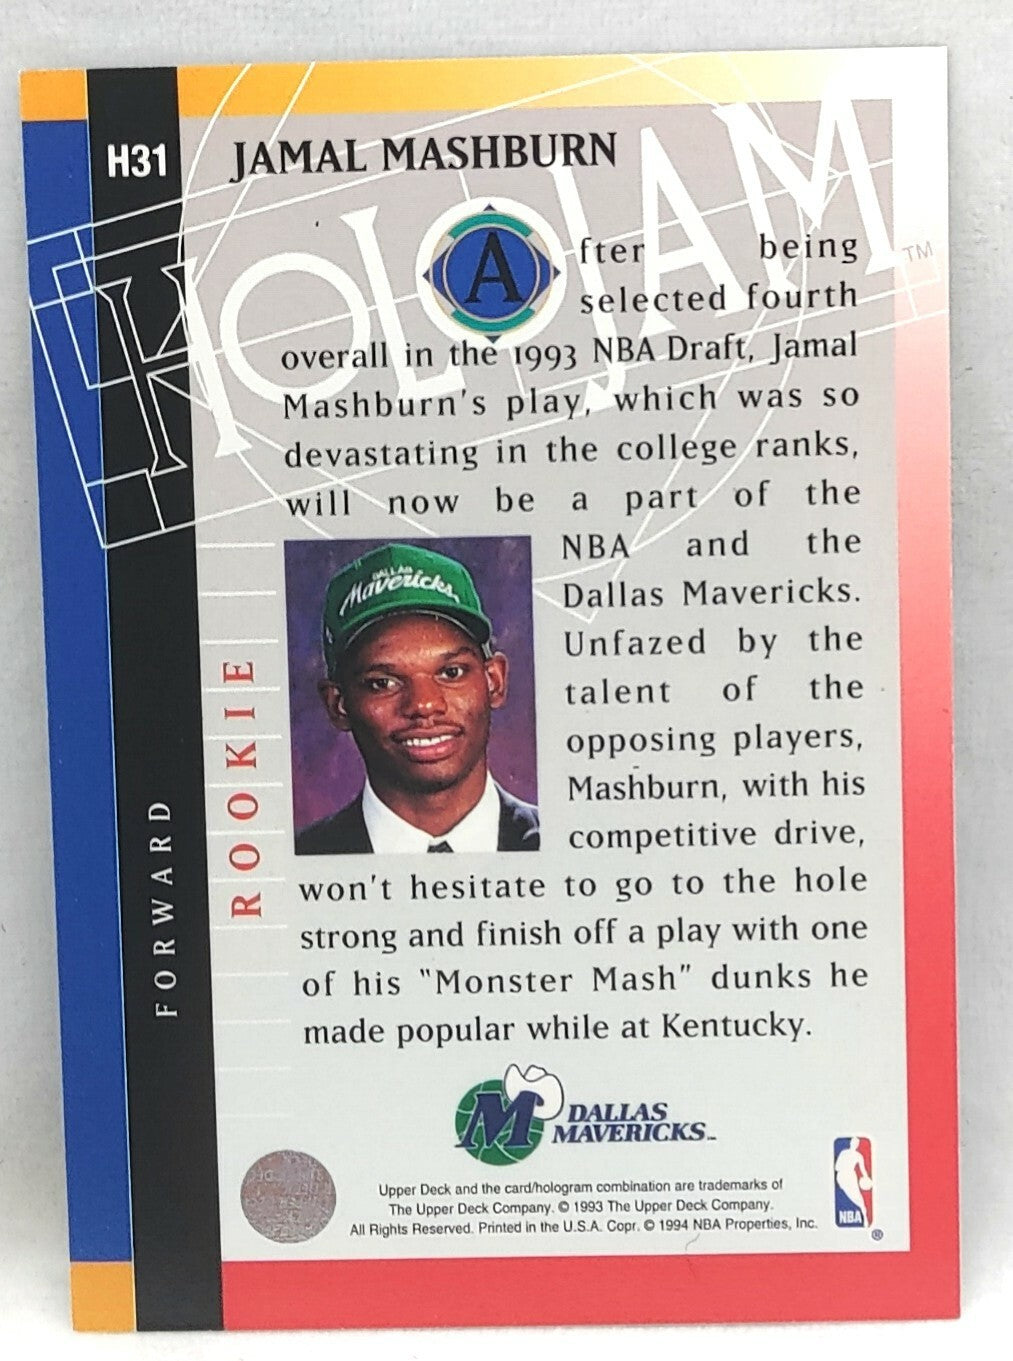 H31
JAMAL MASHBURN
HOLOJAM™
After being
selected fourth
overall in the 1993 NBA Draft, Jamal
Mashburn's play, which was so
devastating in the college ranks,
will now be a part of the
NBA and the
Dallas Mavericks.
Unfazed by the
talent of the
opposing players,
Mashburn, with his
competitive drive,
won't hesitate to go to the hole
strong and finish off a play with one
of his "Monster Mash" dunks he
made popular while at Kentucky.
DALLAS
Mavericks
ROOKIE
FORWARD
M
DALLAS
MAVERICKS™
Upper Deck and the card/hologram combination are trademarks of
The Upper Deck Company. © 1993 The Upper Deck Company.
All Rights Reserved. Printed in the U.S.A. Copr. © 1994 NBA Properties, Inc.
NBA
®